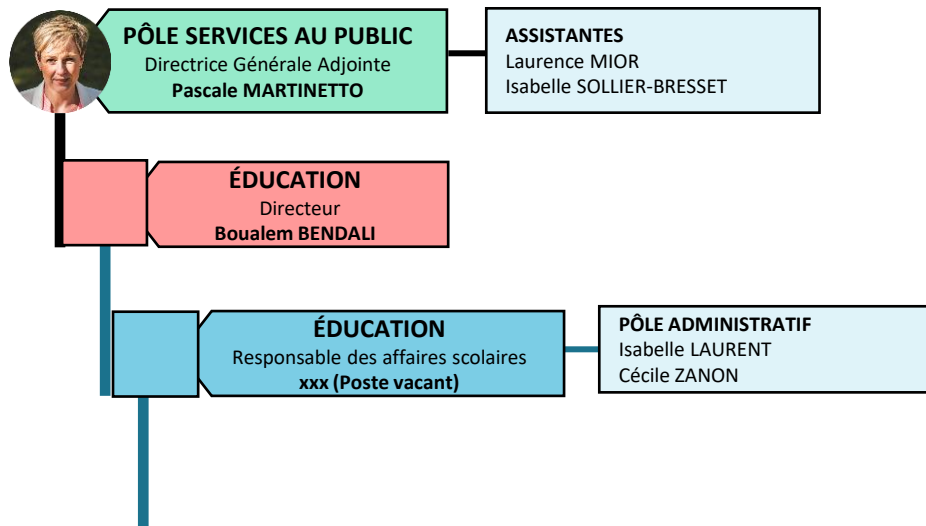 PÔLE SERVICES AU PUBLIC
Directrice Générale Adjointe
Pascale MARTINETTO
ASSISTANTES
Laurence MIOR
Isabelle SOLLIER-BRESSET
ÉDUCATION
Directeur
Boualem BENDALI
ÉDUCATION
Responsable des affaires scolaires
xxx (Poste vacant)
PÔLE ADMINISTRATIF
Isabelle LAURENT
Cécile ZANON